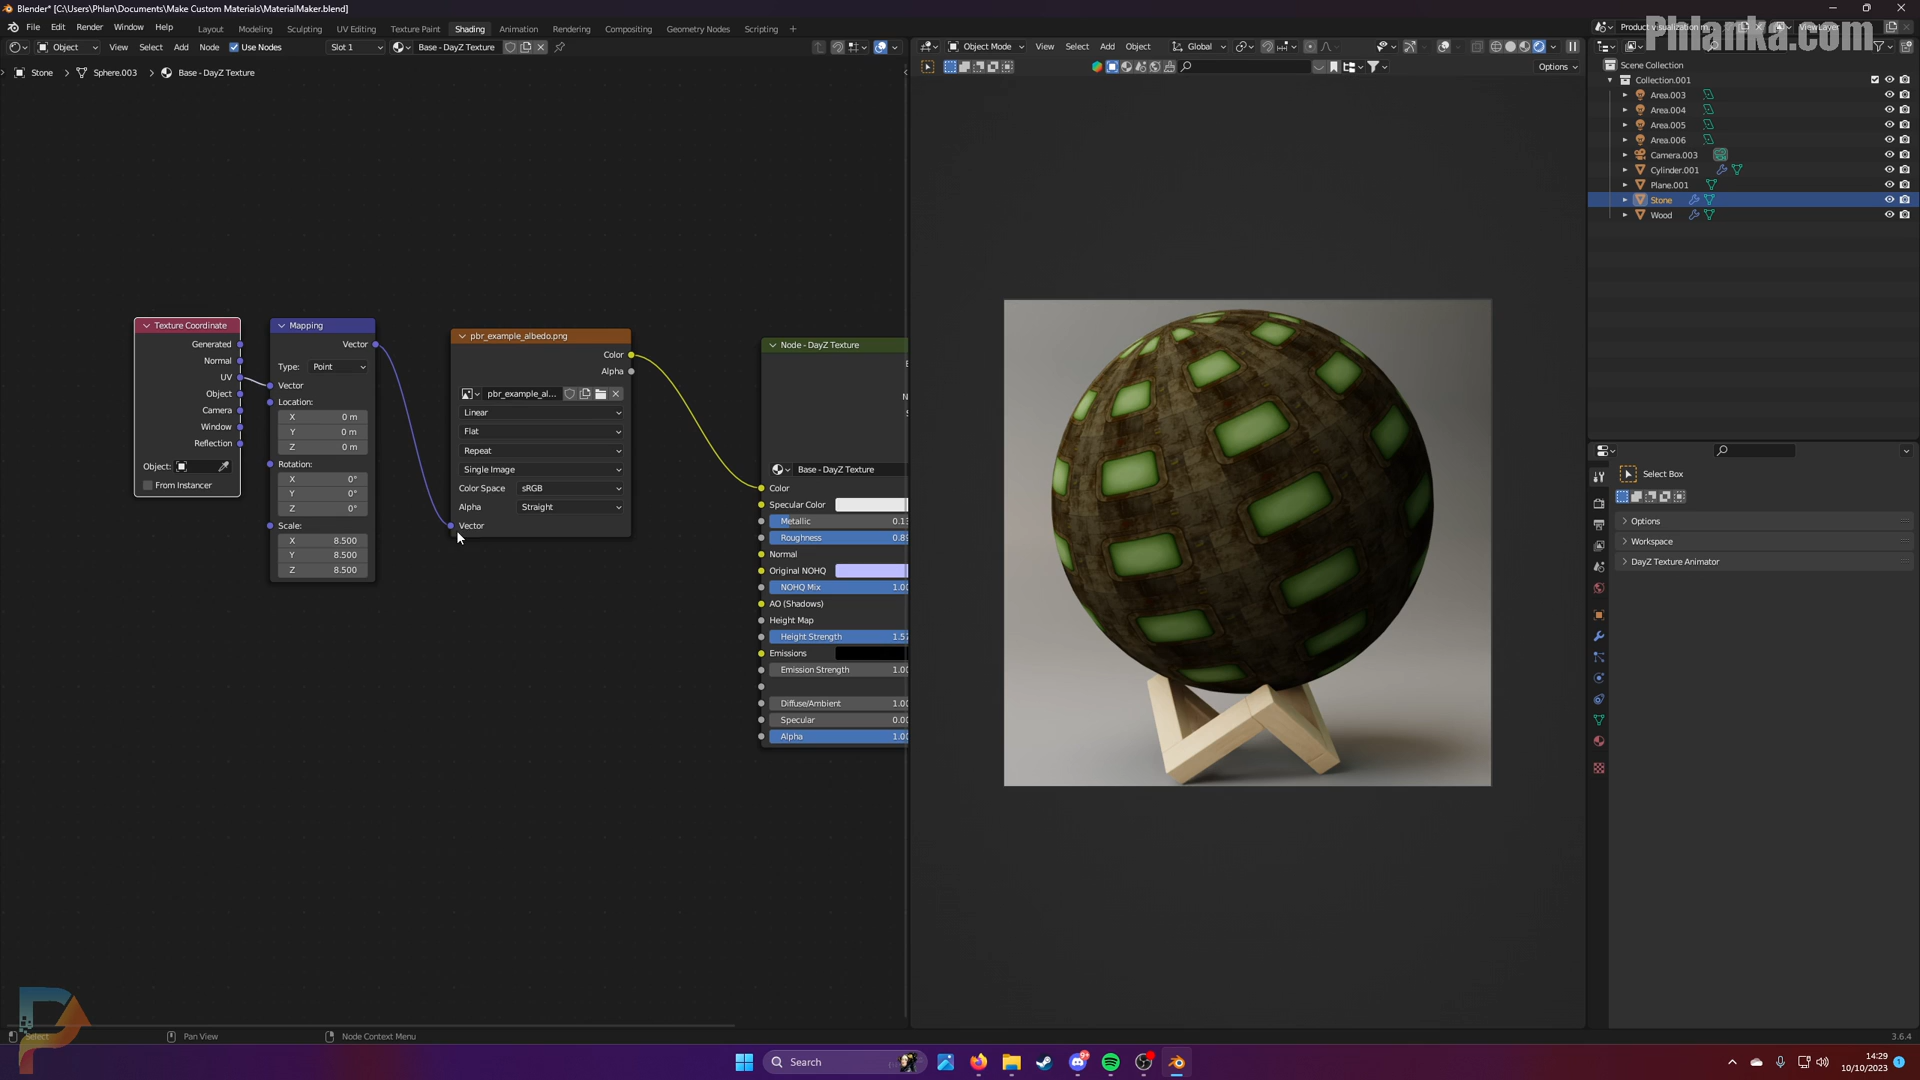 Blender* [C:\Users\Phlan\Documents\Make Custom Materials\MaterialMaker.blend]
File Edit Render Window Help Layout Modeling Sculpting UV Editing Texture Paint Shading Animation Rendering Compositing Geometry Nodes Scripting +
Product visualization m
Phlanka.com
Object View Select Add Node Use Nodes Slot 1 Base - DayZ Texture
Object Mode View Select Add Object Global
Stone > Sphere.003 > Base - DayZ Texture
Options
Scene Collection
Collection.001
Area.003
Area.004
Area.005
Area.006
Camera.003
Cylinder.001
Plane.001
Stone
Wood
Texture Coordinate
Generated
Normal
UV
Object
Camera
Window
Reflection
Object:
From Instancer
Mapping
Vector
Type: Point
Vector
Location:
X 0 m
Y 0 m
Z 0 m
Rotation:
X 0°
Y 0°
Z 0°
Scale:
X 8.500
Y 8.500
Z 8.500
pbr_example_albedo.png
Color
Alpha
pbr_example_al...
Linear
Flat
Repeat
Single Image
Color Space sRGB
Alpha Straight
Vector
Node - DayZ Texture
Base - DayZ Texture
Color
Specular Color
Metallic
Roughness
Normal
Original NOHQ
NOHQ Mix
AO (Shadows)
Height Map
Height Strength
Emissions
Emission Strength
Diffuse/Ambient
Specular
Alpha
Select Box
Options
Workspace
DayZ Texture Animator
Select Pan View Node Context Menu
3.6.4
Search
14:29
10/10/2023